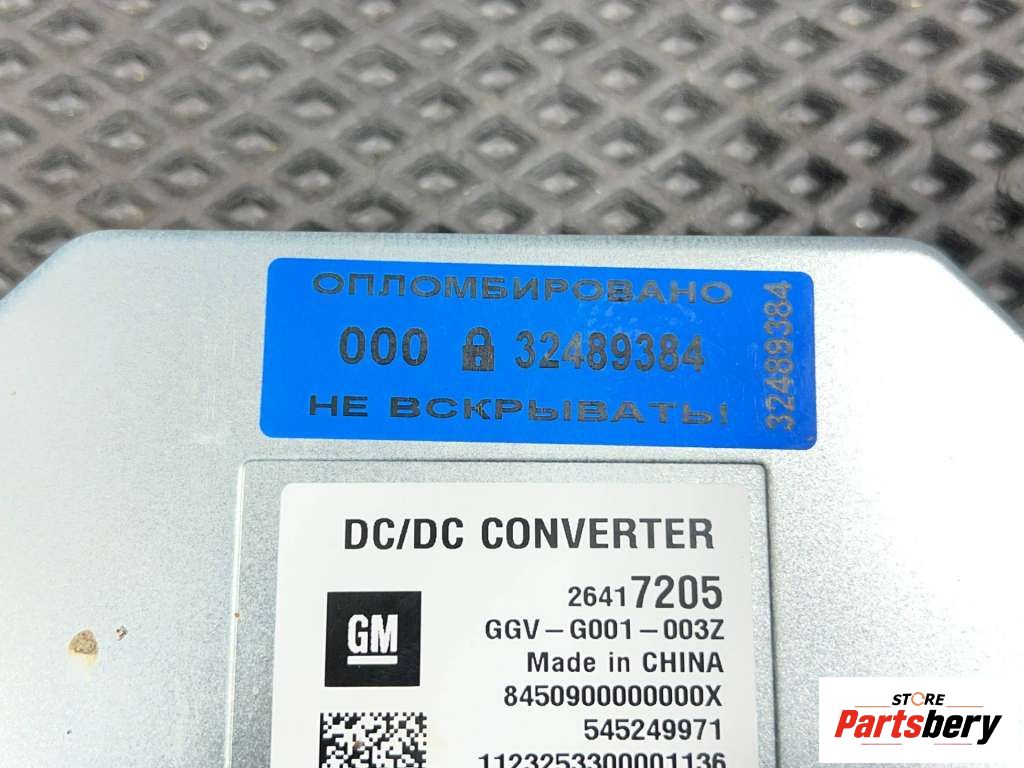 ОПЛОМБИРОВАНО
000 32489384
32489384
НЕ ВСКРЫВАТЬ!
DC/DC CONVERTER
26417205
GM
GGV-G001-003Z
Made in CHINA
8450900000000X
545249971
1123253300001136
STORE
Partsbery